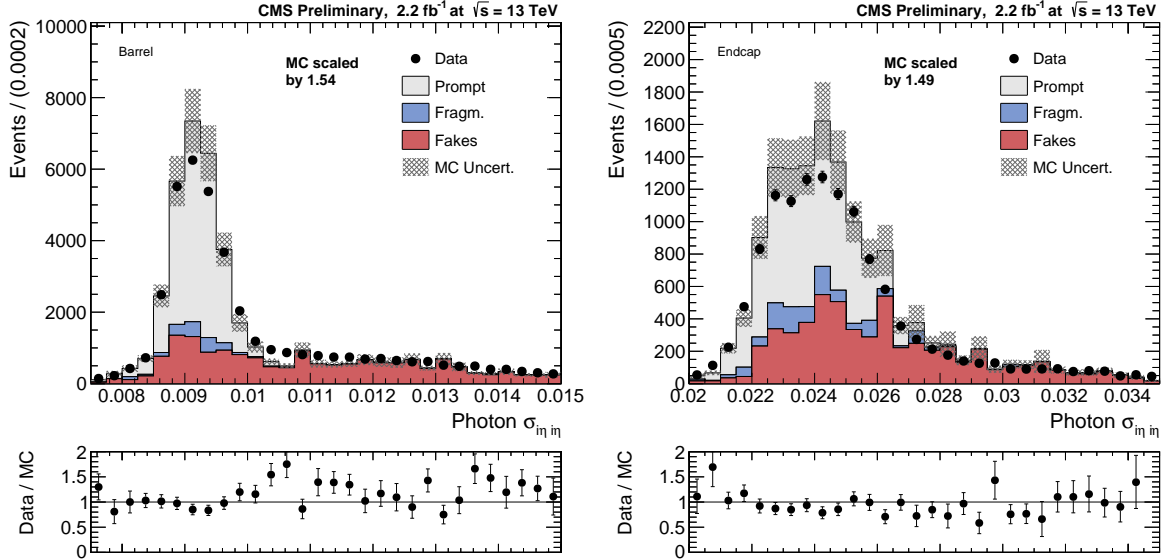 CMS Preliminary, 2.2 fb⁻¹ at √s = 13 TeV
Events / (0.0002)
10000
8000
6000
4000
2000
0
Barrel
MC scaled
by 1.54
Data
Prompt
Fragm.
Fakes
MC Uncert.
0.008 0.009 0.01 0.011 0.012 0.013 0.014 0.015
Photon σiη iη
Data / MC
2
1.5
1
0.5
0
CMS Preliminary, 2.2 fb⁻¹ at √s = 13 TeV
Events / (0.0005)
2200
2000
1800
1600
1400
1200
1000
800
600
400
200
0
Endcap
MC scaled
by 1.49
Data
Prompt
Fragm.
Fakes
MC Uncert.
0.02 0.022 0.024 0.026 0.028 0.03 0.032 0.034
Photon σiη iη
Data / MC
2
1.5
1
0.5
0